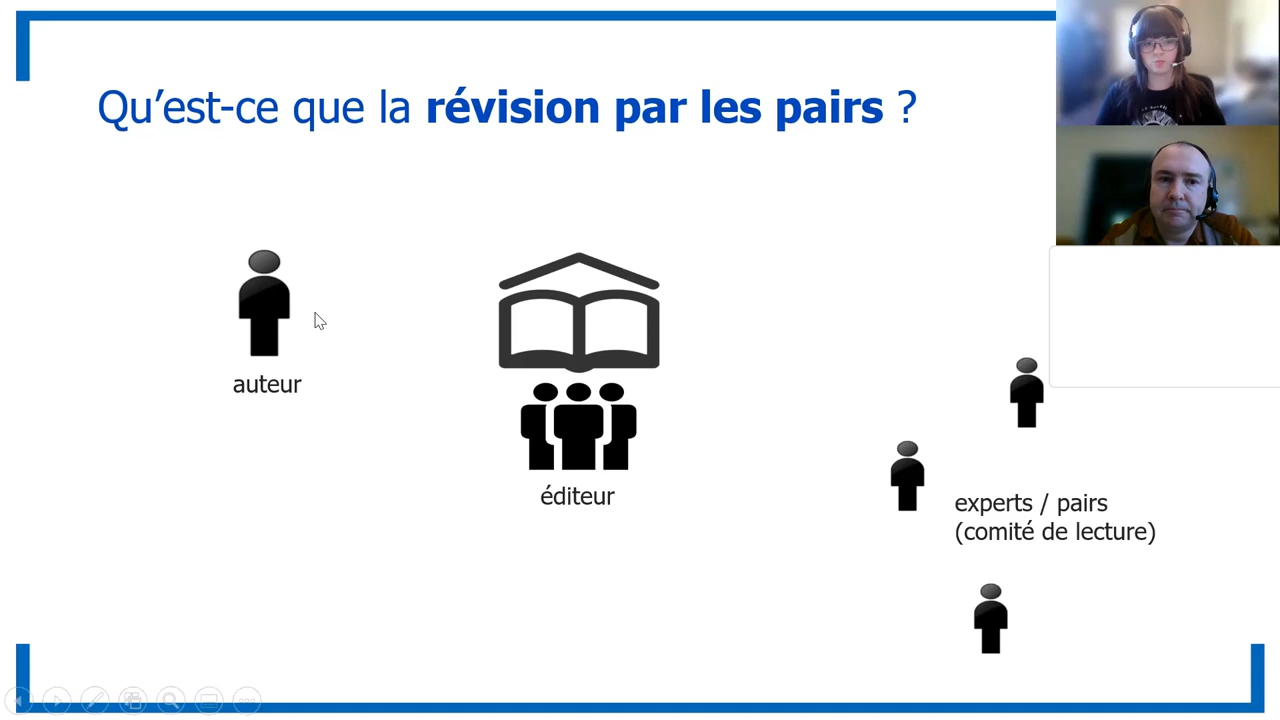 Qu’est-ce que la révision par les pairs ?
auteur
éditeur
experts / pairs
(comité de lecture)